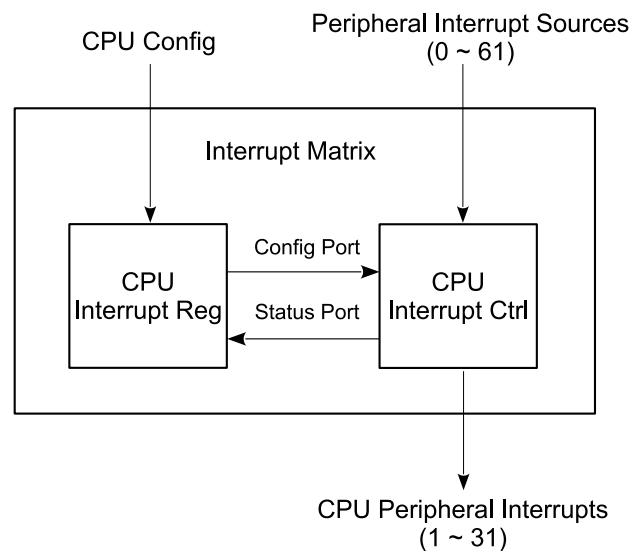 CPU Config
Peripheral Interrupt Sources
(0 ~ 61)
Interrupt Matrix
CPU
Interrupt Reg
Config Port
Status Port
CPU
Interrupt Ctrl
CPU Peripheral Interrupts
(1 ~ 31)